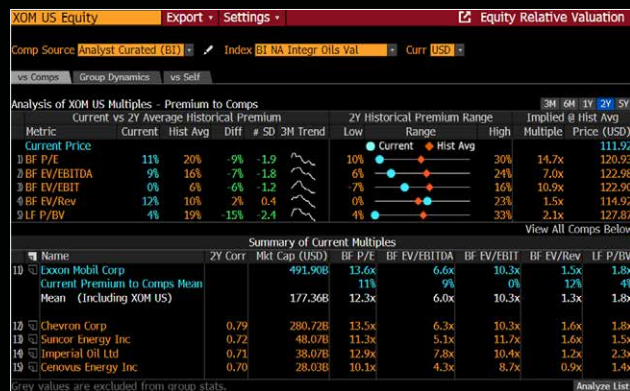 XOM US Equity Export Settings Equity Relative Valuation
Comp Source Analyst Curated (BI) Index BI NA Integr Oils Val Curr USD
vs Comps Group Dynamics vs Self
Analysis of XOM US Multiples - Premium to Comps 3M 6M 1Y 2Y 5Y
Current vs 2Y Average Historical Premium 2Y Historical Premium Range Implied @ Hist Avg
Metric Current Hist Avg Diff # SD 3M Trend Low Range High Multiple Price (USD)
Current Price Current Hist Avg 111.92
1) BF P/E 11% 20% -9% -1.9 10% 30% 14.7x 120.93
2) BF EV/EBITDA 9% 16% -7% -1.8 6% 24% 7.0x 122.98
3) BF EV/EBIT 0% 6% -6% -1.2 -7% 16% 10.9x 122.90
4) BF EV/Rev 12% 10% 2% 0.4 0% 23% 1.5x 114.92
5) LF P/BV 4% 19% -15% -2.4 4% 33% 2.1x 127.87
View All Comps Below
Summary of Current Multiples
Name 2Y Corr Mkt Cap (USD) BF P/E BF EV/EBITDA BF EV/EBIT BF EV/Rev LF P/BV
11) Exxon Mobil Corp 491.90B 13.6x 6.6x 10.3x 1.5x 1.8x
Current Premium to Comps Mean 11% 9% 0% 12% 4%
Mean (Including XOM US) 177.36B 12.3x 6.0x 10.3x 1.3x 1.8x
12) Chevron Corp 0.79 280.72B 13.5x 6.3x 10.3x 1.6x 1.8x
13) Suncor Energy Inc 0.72 48.07B 11.3x 5.1x 11.7x 1.6x 1.5x
14) Imperial Oil Ltd 0.71 38.07B 12.9x 7.8x 10.4x 1.2x 2.3x
15) Cenovus Energy Inc 0.70 28.03B 10.1x 4.3x 8.7x 0.9x 1.4x
Grey values are excluded from group stats. Analyze List